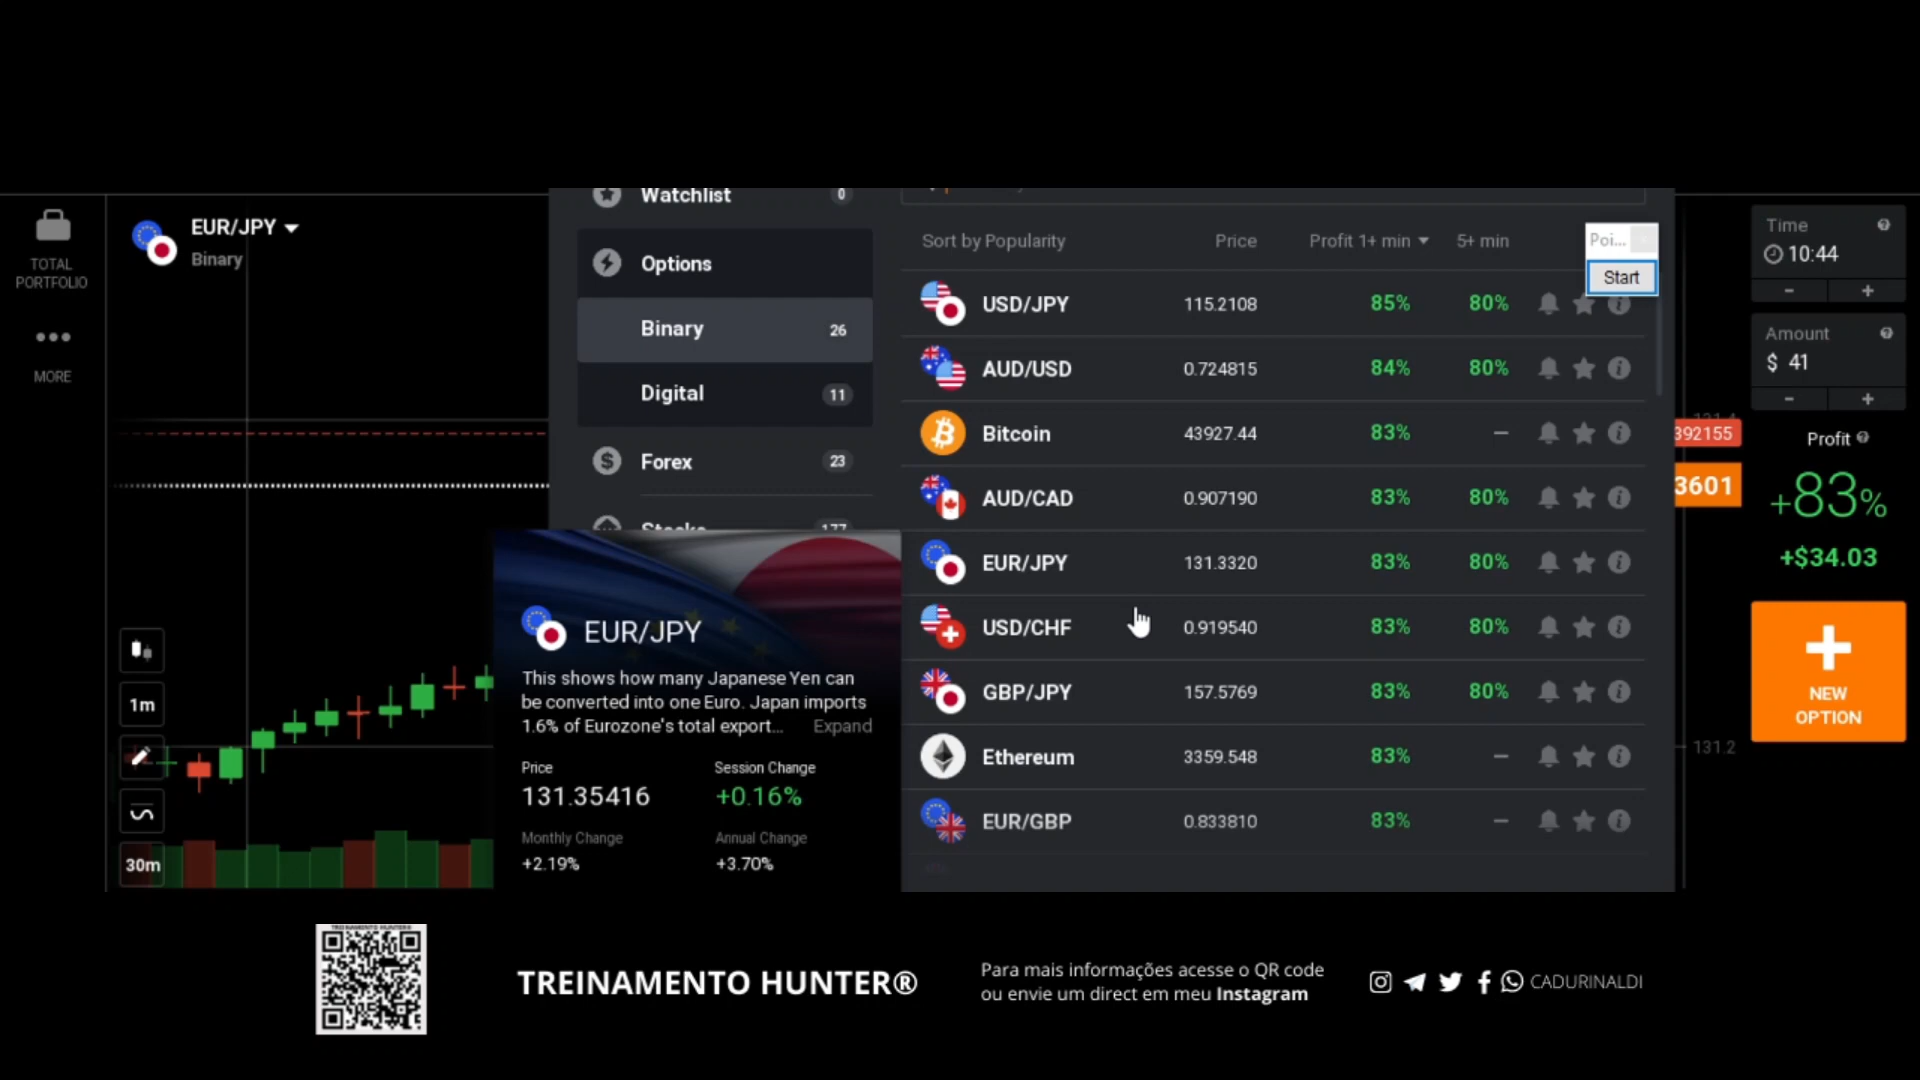 TOTAL
PORTFOLIO
MORE
EUR/JPY
Binary
1m
30m
Watchlist 0
Options
Binary 26
Digital 11
Forex 23
Stocks 177
EUR/JPY
This shows how many Japanese Yen can
be converted into one Euro. Japan imports
1.6% of Eurozone's total export... Expand
Price Session Change
131.35416 +0.16%
Monthly Change Annual Change
+2.19% +3.70%
Sort by Popularity Price Profit 1+ min 5+ min
USD/JPY 115.2108 85% 80%
AUD/USD 0.724815 84% 80%
Bitcoin 43927.44 83% –
AUD/CAD 0.907190 83% 80%
EUR/JPY 131.3320 83% 80%
USD/CHF 0.919540 83% 80%
GBP/JPY 157.5769 83% 80%
Ethereum 3359.548 83% –
EUR/GBP 0.833810 83% –
Poi...
Start
392155
3601
131.2
Time
10:44
- +
Amount
$ 41
- +
Profit
+83%
+$34.03
NEW
OPTION
TREINAMENTO HUNTER®
Para mais informações acesse o QR code
ou envie um direct em meu Instagram
CADURINALDI